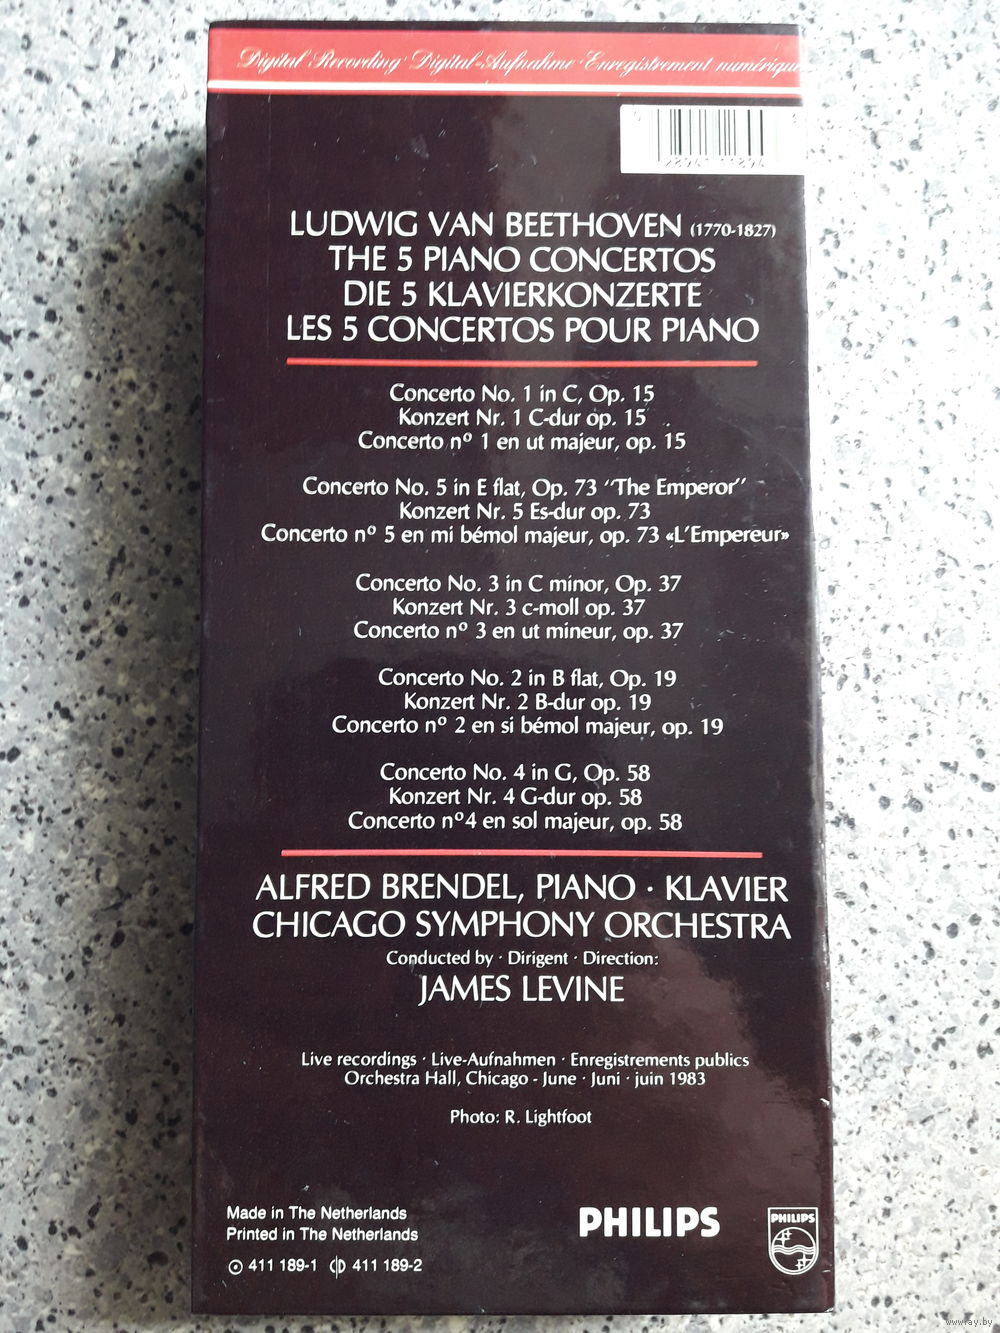 Digital Recording · Digital-Aufnahme · Enregistrement numérique
LUDWIG VAN BEETHOVEN (1770-1827)
THE 5 PIANO CONCERTOS
DIE 5 KLAVIERKONZERTE
LES 5 CONCERTOS POUR PIANO
Concerto No. 1 in C, Op. 15
Konzert Nr. 1 C-dur op. 15
Concerto nº 1 en ut majeur, op. 15
Concerto No. 5 in E flat, Op. 73 "The Emperor"
Konzert Nr. 5 Es-dur op. 73
Concerto nº 5 en mi bémol majeur, op. 73 «L'Empereur»
Concerto No. 3 in C minor, Op. 37
Konzert Nr. 3 c-moll op. 37
Concerto nº 3 en ut mineur, op. 37
Concerto No. 2 in B flat, Op. 19
Konzert Nr. 2 B-dur op. 19
Concerto nº 2 en si bémol majeur, op. 19
Concerto No. 4 in G, Op. 58
Konzert Nr. 4 G-dur op. 58
Concerto nº4 en sol majeur, op. 58
ALFRED BRENDEL, PIANO · KLAVIER
CHICAGO SYMPHONY ORCHESTRA
Conducted by · Dirigent · Direction:
JAMES LEVINE
Live recordings · Live-Aufnahmen · Enregistrements publics
Orchestra Hall, Chicago - June · Juni · juin 1983
Photo: R. Lightfoot
Made in The Netherlands
Printed in The Netherlands
411 189-1 411 189-2
PHILIPS
PHILIPS
www.ay.by